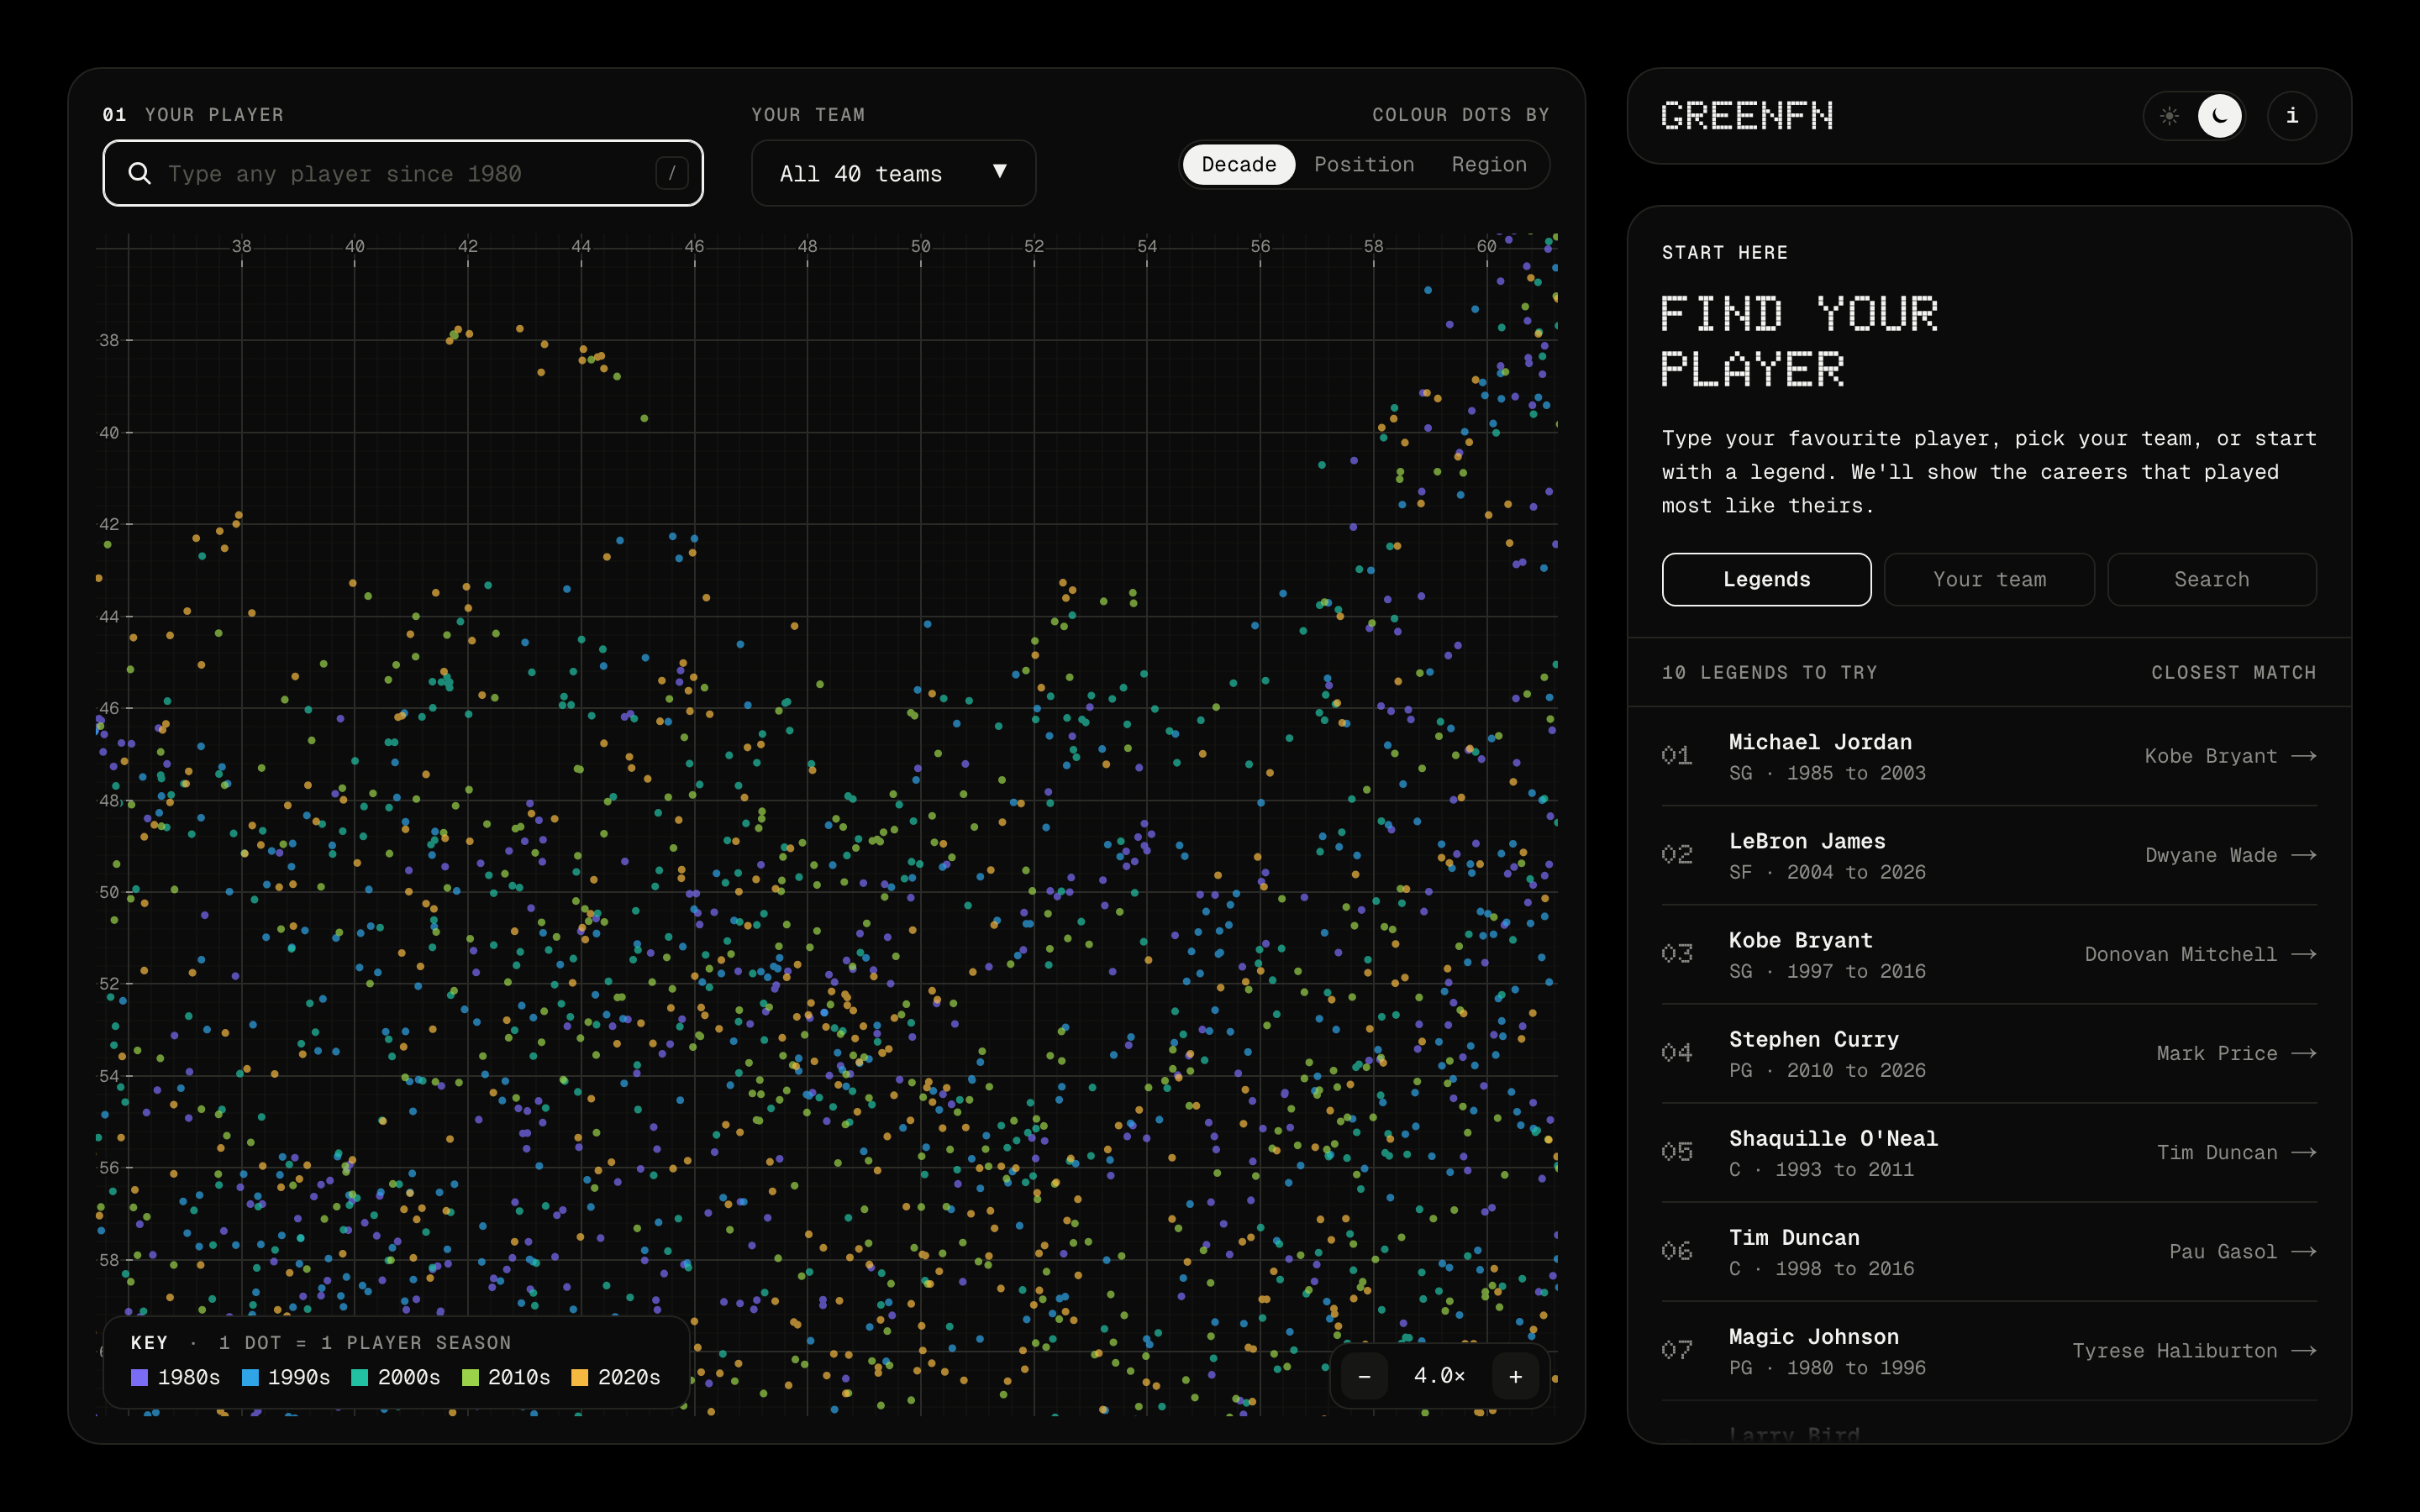 01 YOUR PLAYER
YOUR TEAM
COLOUR DOTS BY
Type any player since 1980 /
All 40 teams ▼
Decade Position Region
38 40 42 44 46 48 50 52 54 56 58 60
38
40
42
44
46
48
50
52
54
56
58
KEY · 1 DOT = 1 PLAYER SEASON
1980s 1990s 2000s 2010s 2020s
− 4.0× +
GREENFN
i
START HERE
FIND YOUR
PLAYER
Type your favourite player, pick your team, or start
with a legend. We'll show the careers that played
most like theirs.
Legends Your team Search
10 LEGENDS TO TRY CLOSEST MATCH
01 Michael Jordan Kobe Bryant →
SG · 1985 to 2003
02 LeBron James Dwyane Wade →
SF · 2004 to 2026
03 Kobe Bryant Donovan Mitchell →
SG · 1997 to 2016
04 Stephen Curry Mark Price →
PG · 2010 to 2026
05 Shaquille O'Neal Tim Duncan →
C · 1993 to 2011
06 Tim Duncan Pau Gasol →
C · 1998 to 2016
07 Magic Johnson Tyrese Haliburton →
PG · 1980 to 1996
Larry Bird